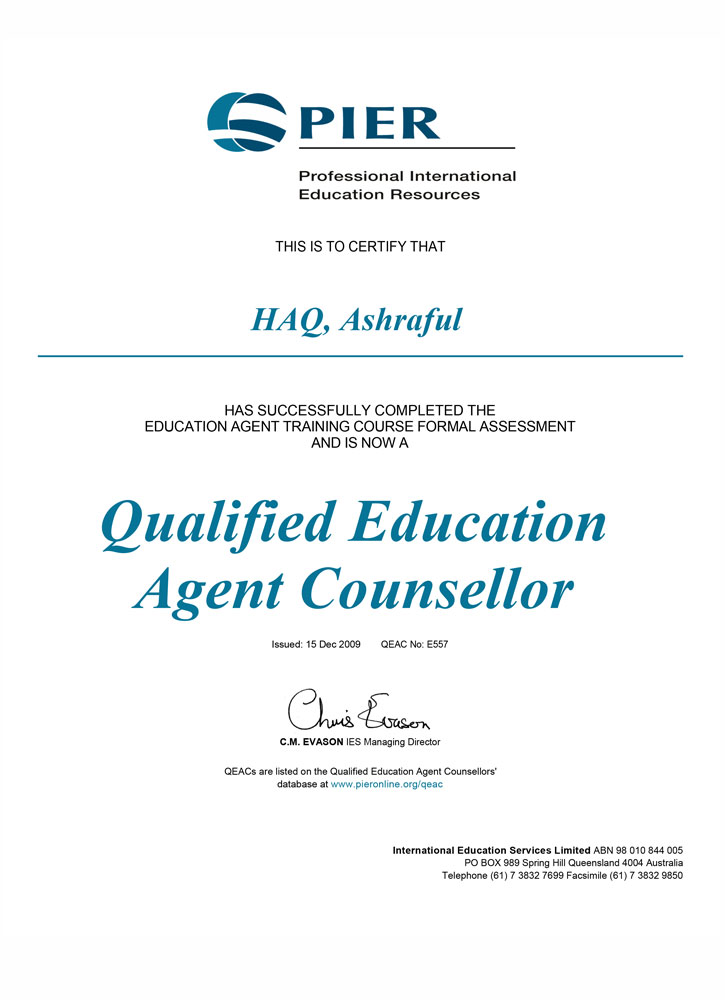 PIER
Professional International
Education Resources
THIS IS TO CERTIFY THAT
HAQ, Ashraful
HAS SUCCESSFULLY COMPLETED THE
EDUCATION AGENT TRAINING COURSE FORMAL ASSESSMENT
AND IS NOW A
Qualified Education
Agent Counsellor
Issued: 15 Dec 2009 QEAC No: E557
Chris Evason
C.M. EVASON IES Managing Director
QEACs are listed on the Qualified Education Agent Counsellors'
database at www.pieronline.org/qeac
International Education Services Limited ABN 98 010 844 005
PO BOX 989 Spring Hill Queensland 4004 Australia
Telephone (61) 7 3832 7699 Facsimile (61) 7 3832 9850